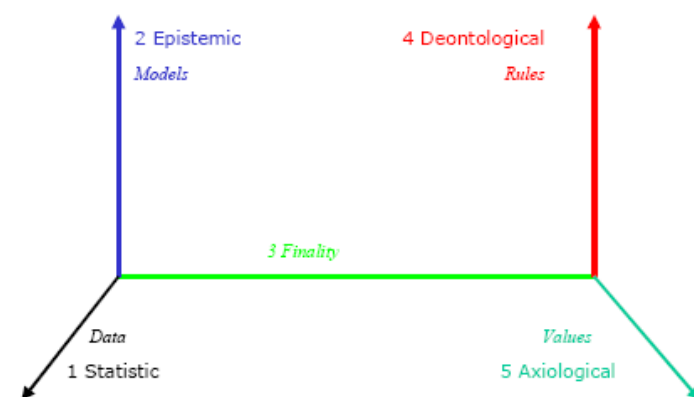 2 Epistemic
Models
4 Deontological
Rules
3 Finality
Data
1 Statistic
Values
5 Axiological